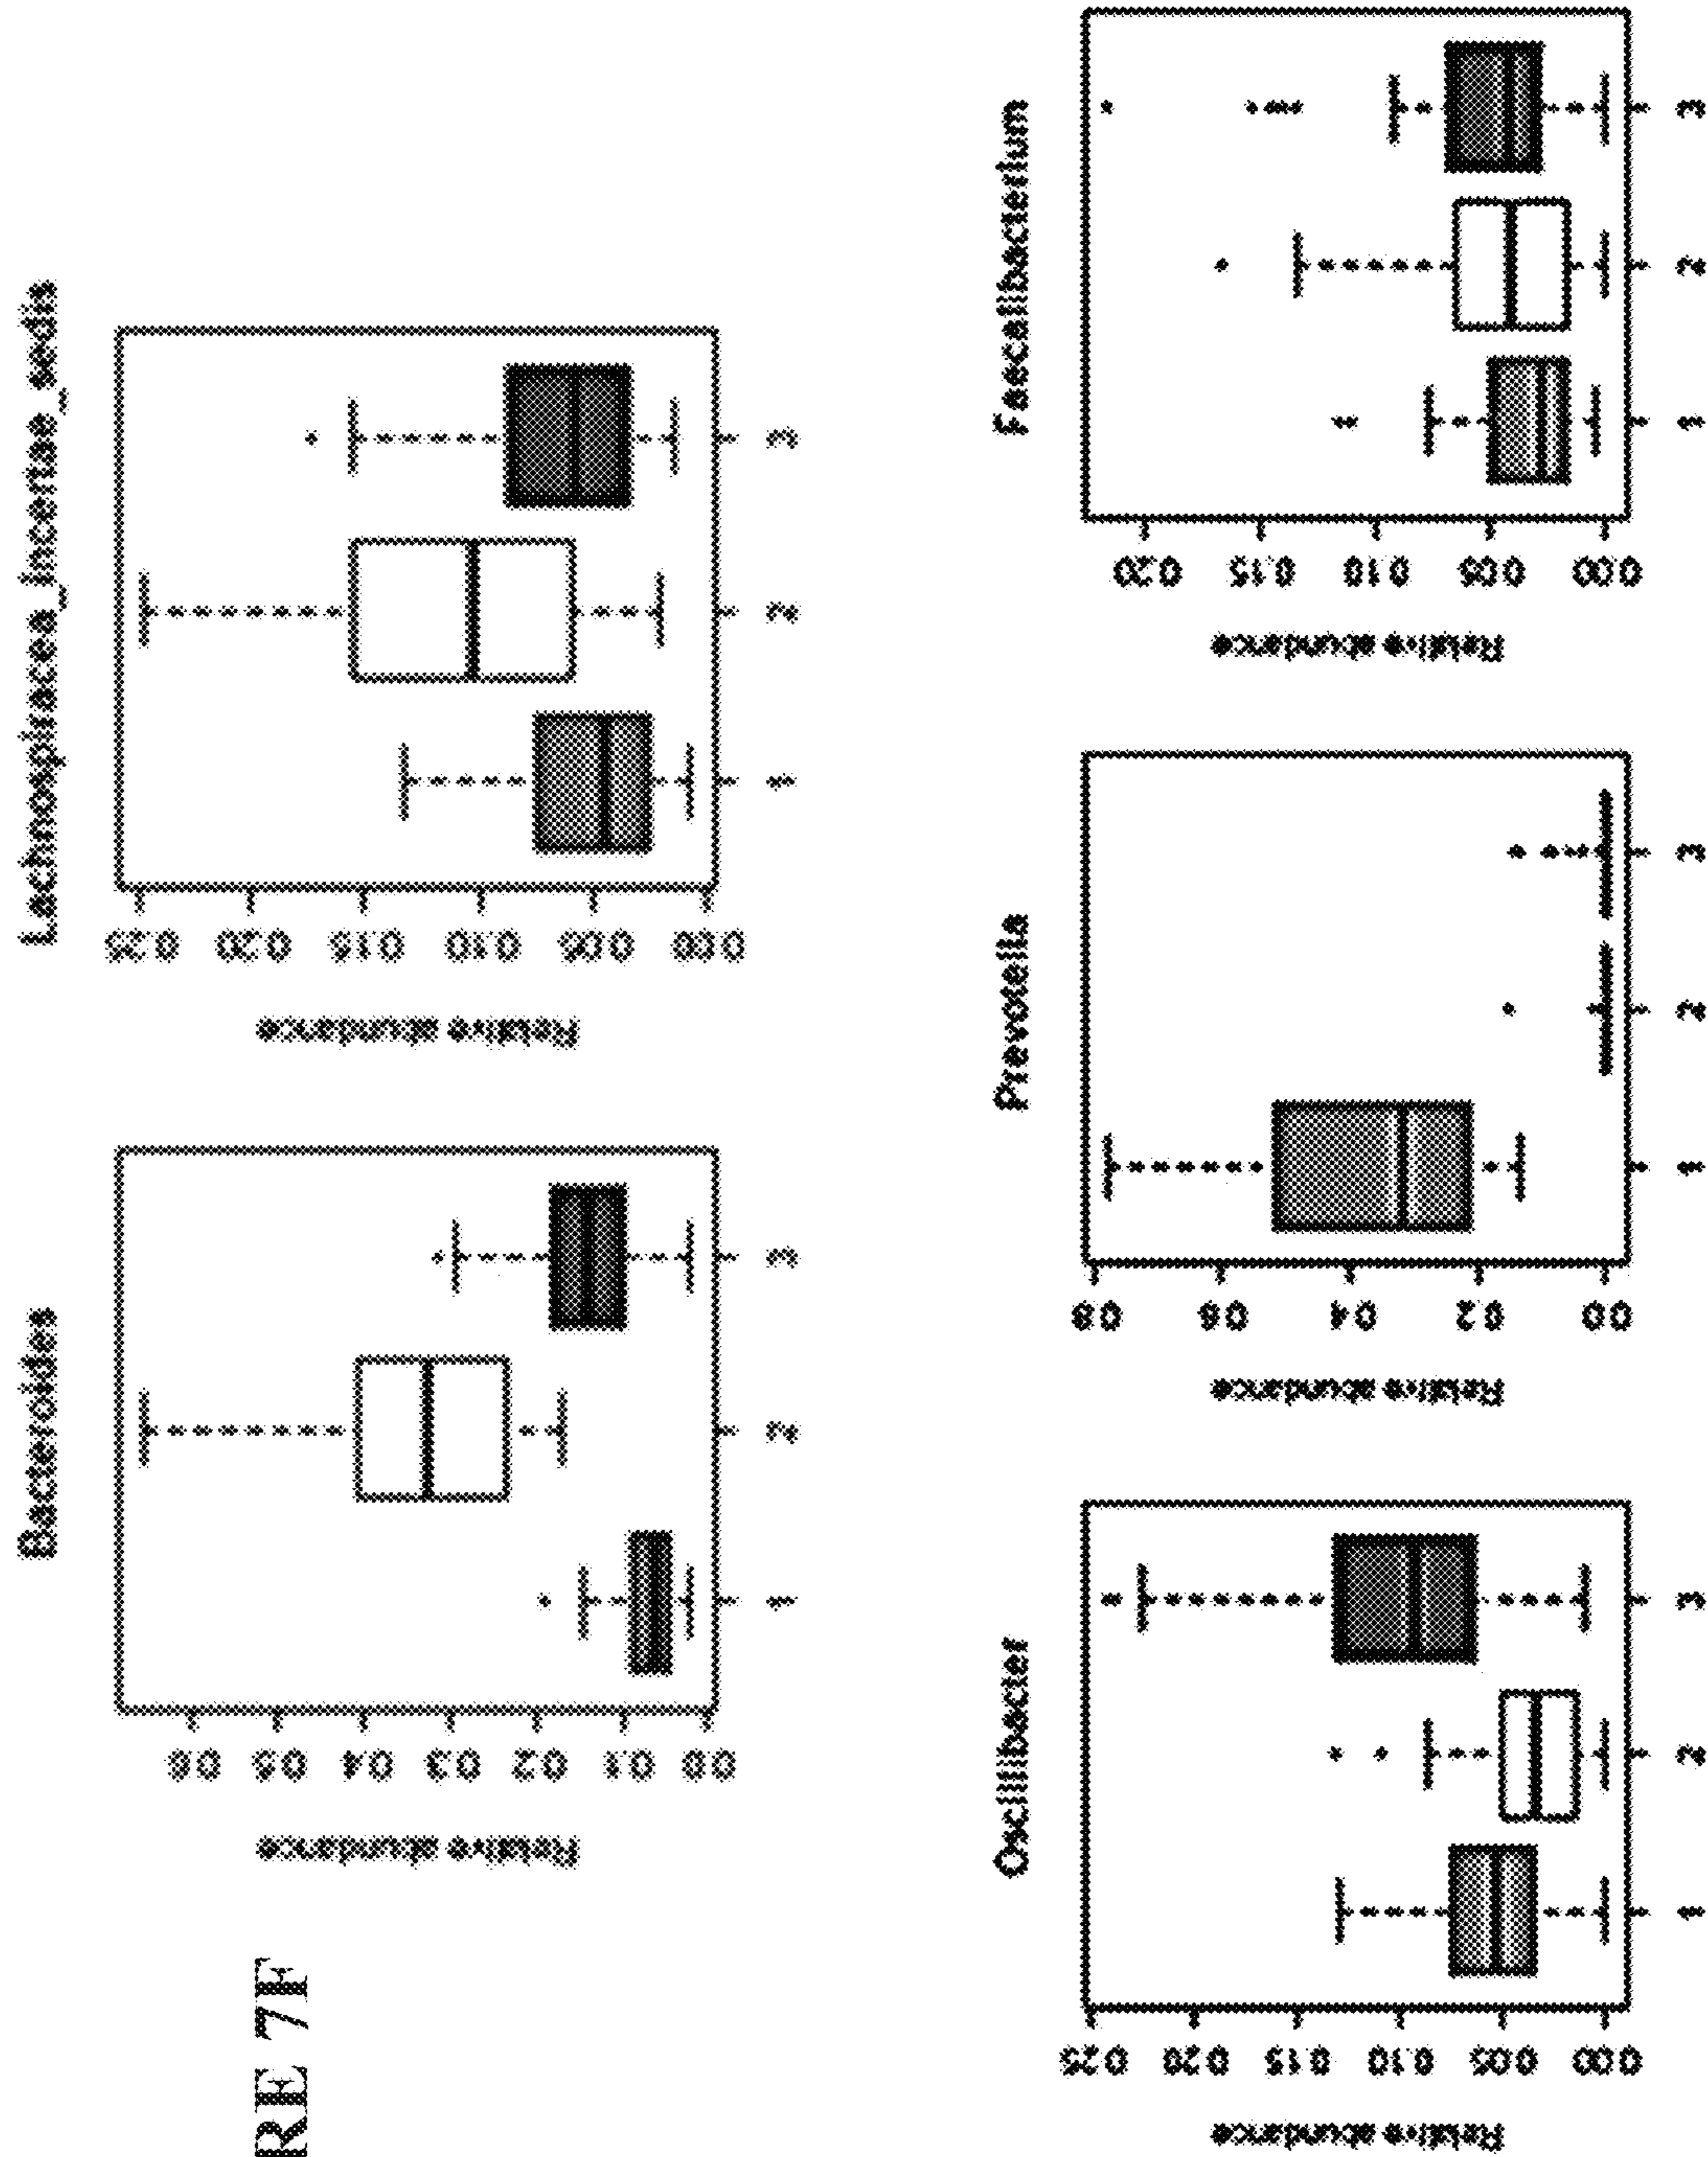 RE 7F
Bacteroides
Relative abundance
0.0 0.1 0.2 0.3 0.4 0.5 0.6
1 2 3
Lachnospiracea_incertae_sedis
Relative abundance
0.00 0.05 0.10 0.15 0.20 0.25
1 2 3
Oscillibacter
Relative abundance
0.00 0.05 0.10 0.15 0.20 0.25
1 2 3
Prevotella
Relative abundance
0.0 0.2 0.4 0.6 0.8
1 2 3
Faecalibacterium
Relative abundance
0.00 0.05 0.10 0.15 0.20
1 2 3